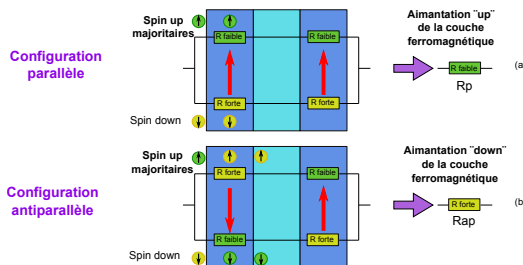 Configuration
parallèle
Spin up
majoritaires
R faible
R faible
R forte
R forte
Spin down
Aimantation ¨up¨
de la couche
ferromagnétique
R faible
Rp
(a
Configuration
antiparallèle
Spin up
majoritaires
R forte
R faible
R faible
R forte
Spin down
Aimantation ¨down¨
de la couche
ferromagnétique
R forte
Rap
(b